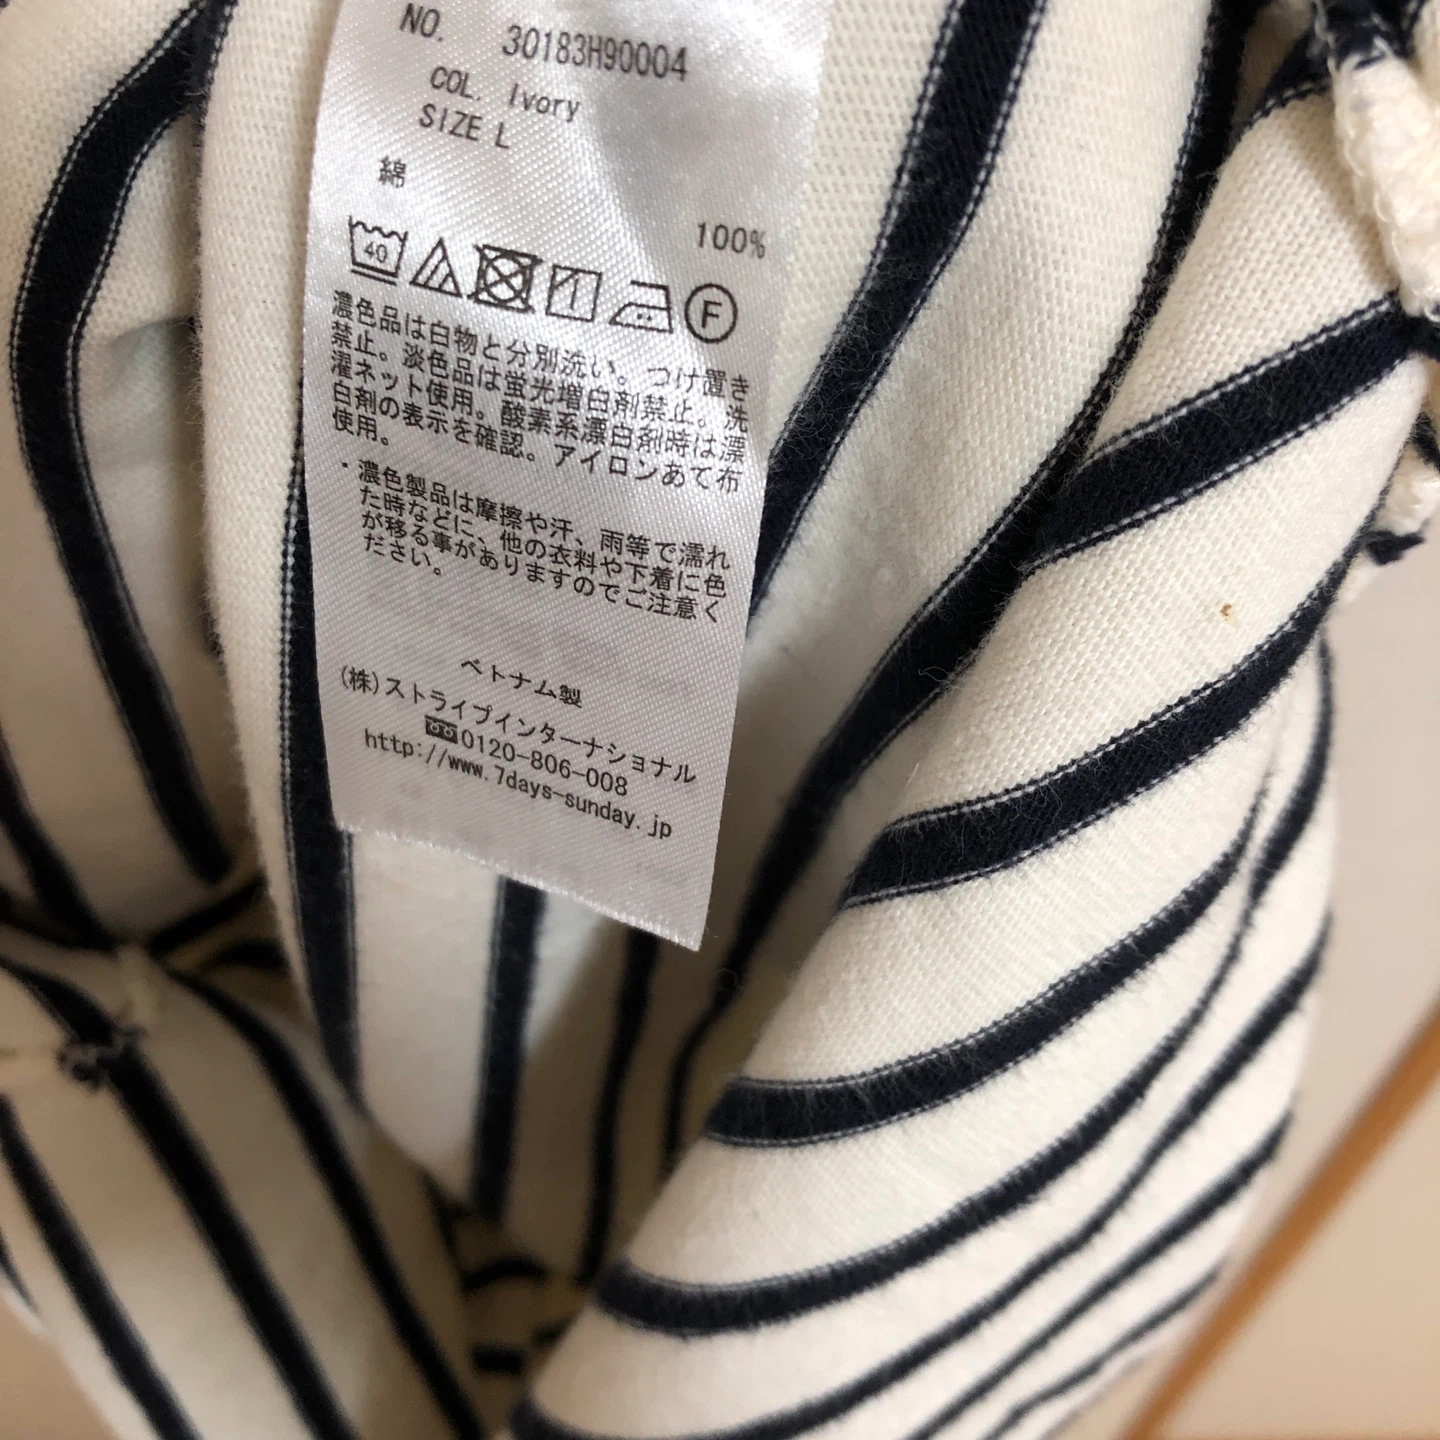 NO. 30183H90004
COL. Ivory
SIZE L
綿
100%
40
F
濃色品は白物と分別洗い。つけ置き
禁止。淡色品は蛍光増白剤禁止。洗
濯ネット使用。酸素系漂白剤時は漂
白剤の表示を確認。アイロンあて布
使用。
・濃色製品は摩擦や汗、雨等で濡れ
た時などに、他の衣料や下着に色
が移る事がありますのでご注意く
ださい。
ベトナム製
(株)ストライプインターナショナル
0120-806-008
http://www.7days-sunday.jp